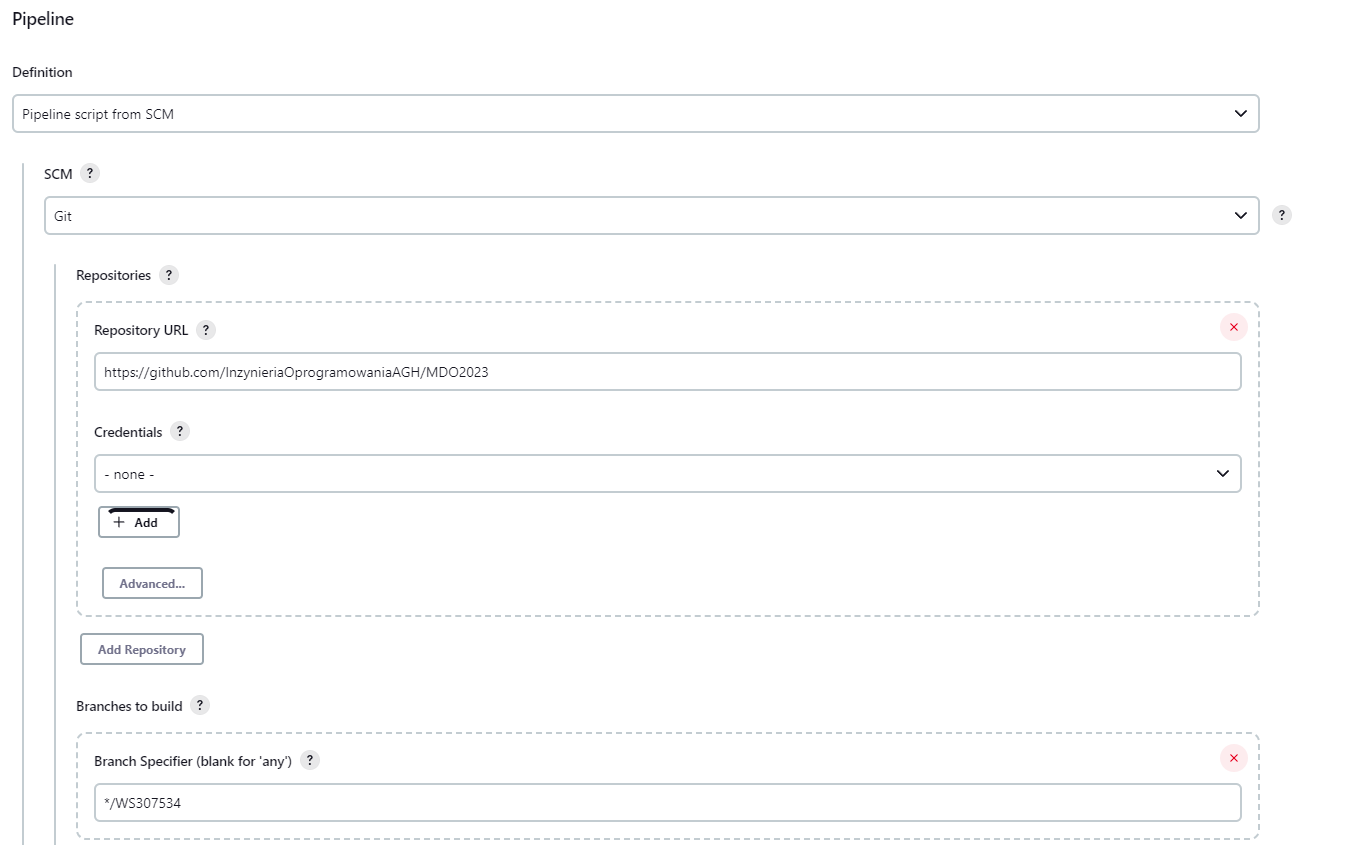 Pipeline
Definition
Pipeline script from SCM
SCM ?
Git
?
Repositories ?
Repository URL ?
https://github.com/InzynieriaOprogramowaniaAGH/MDO2023
Credentials ?
- none -
+ Add
Advanced...
Add Repository
Branches to build ?
Branch Specifier (blank for 'any') ?
*/WS307534